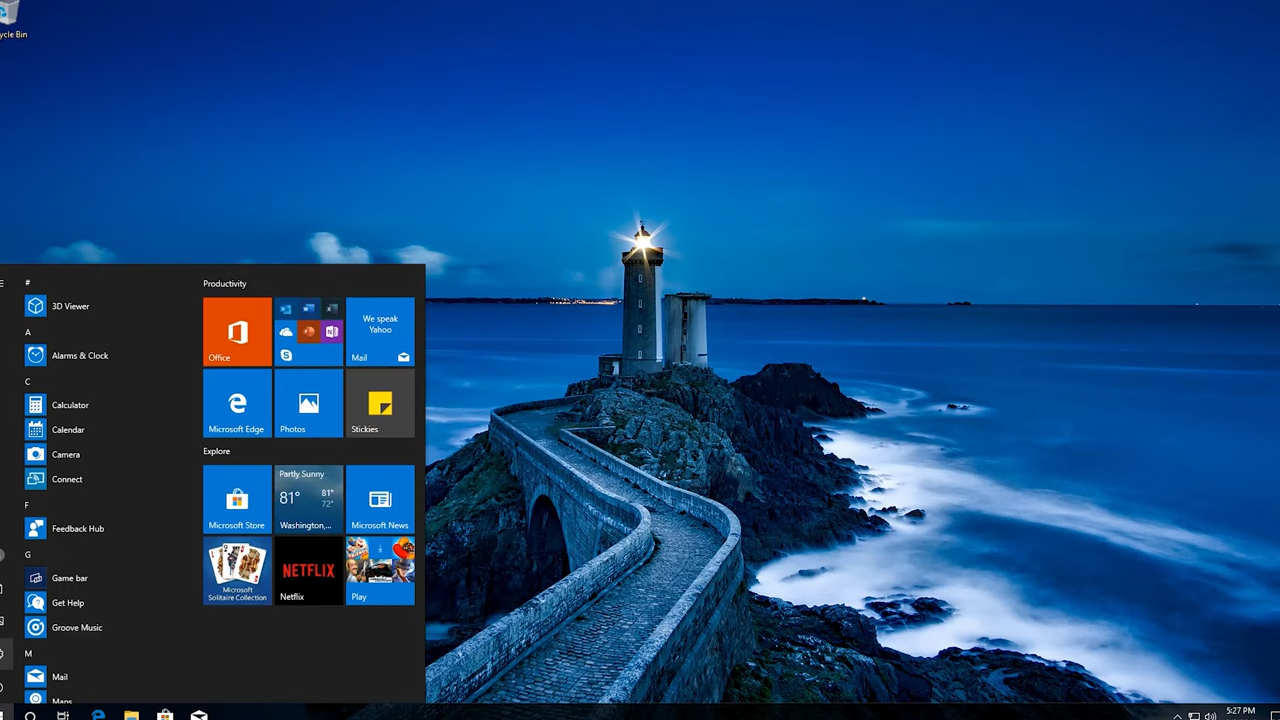 cycle Bin
#
3D Viewer
A
Alarms & Clock
C
Calculator
Calendar
Camera
Connect
F
Feedback Hub
G
Game bar
Get Help
Groove Music
M
Mail
Maps
Productivity
Office
We speak
Yahoo
Mail
Microsoft Edge
Photos
Stickies
Explore
Microsoft Store
Partly Sunny
81°
81°
72°
Washington,...
Microsoft News
Microsoft
Solitaire Collection
NETFLIX
Netflix
Play
5:27 PM